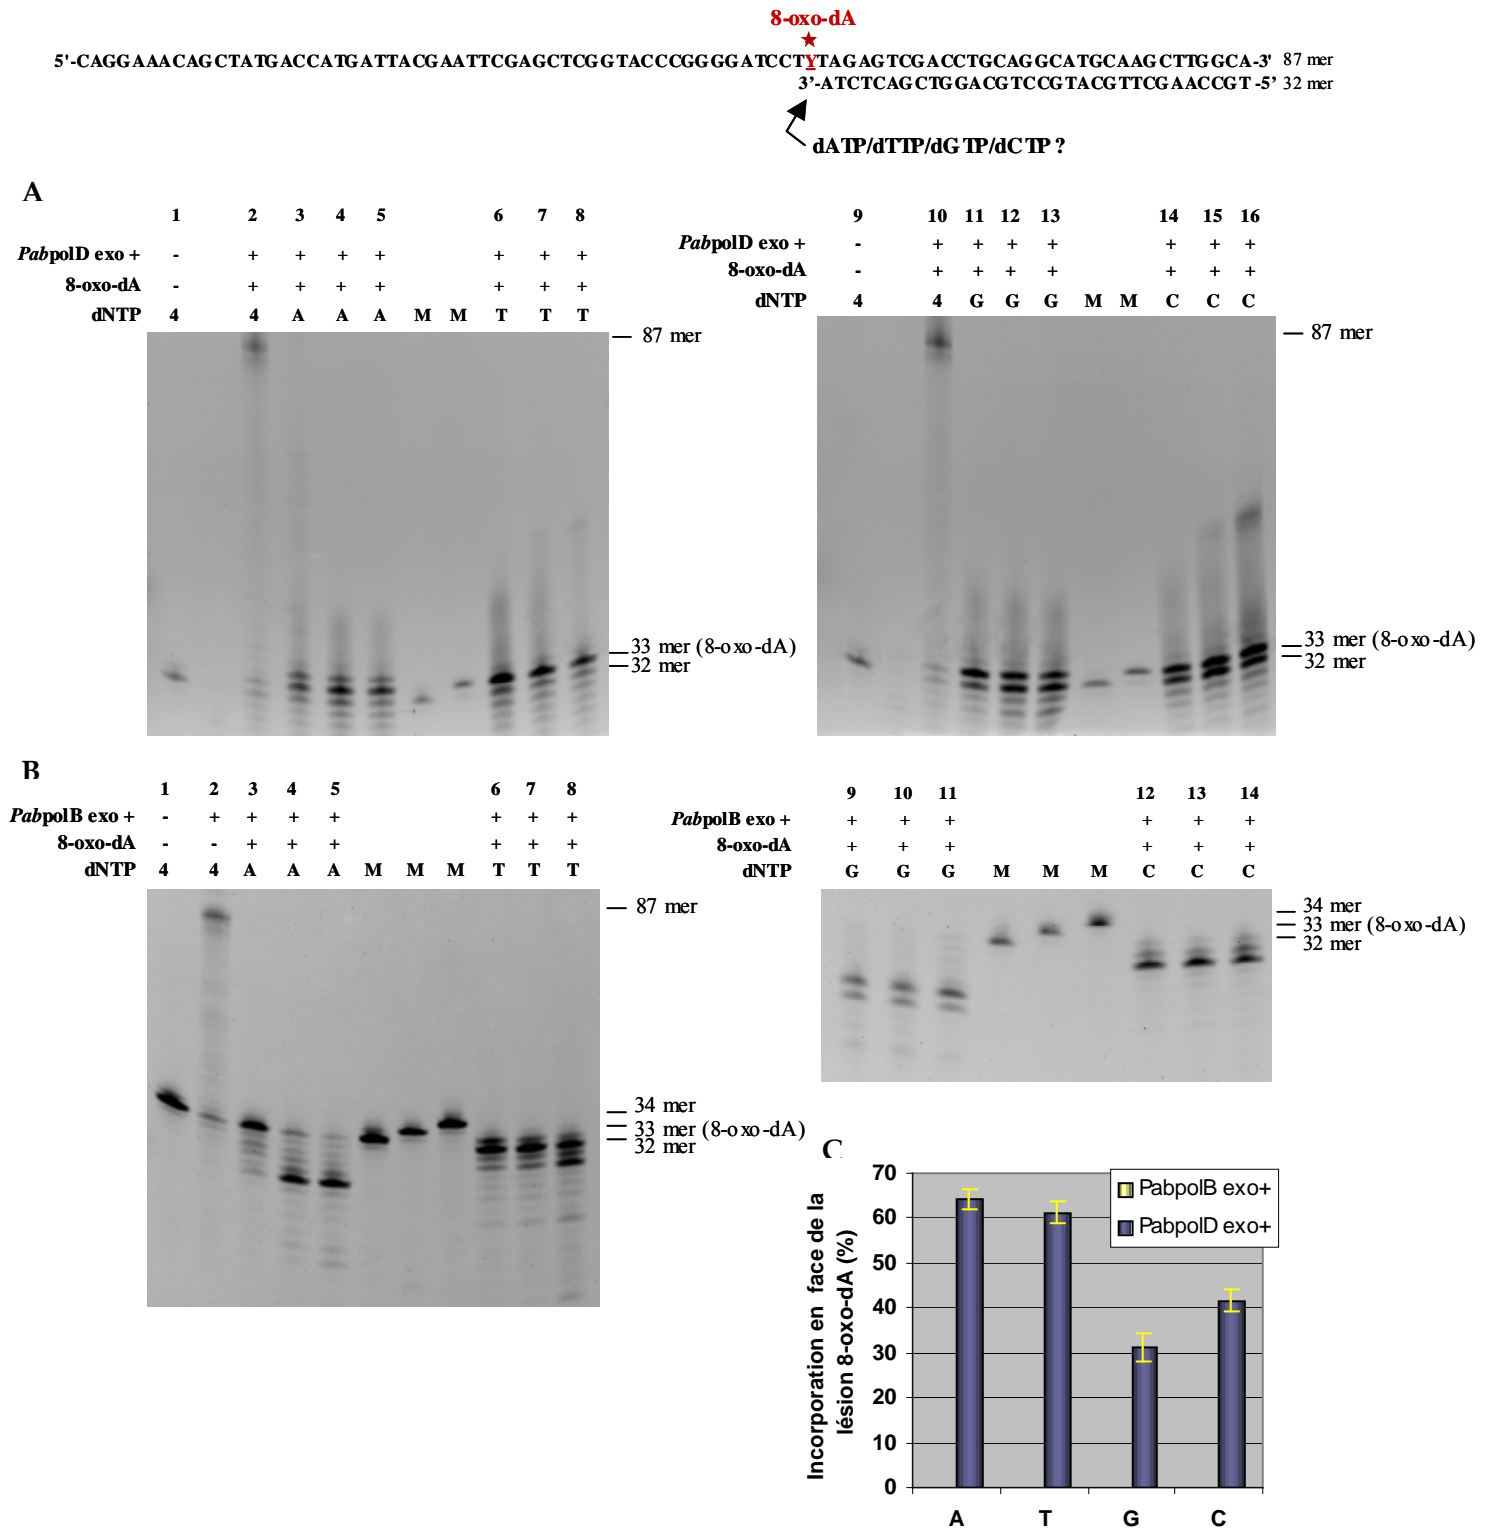 8-oxo-dA
5'-CAGGAAACAGCTATGACCATGATTACGAATTCGAGCTCGGTACCCGGGGATCCTYTAGAGTCGACCTGCAGGCATGCAAGCTTGGCA-3' 87 mer
3'-ATCTCAGCTGGACGTCCGTACGTTCGAACCGT -5' 32 mer
dATP/dTTP/dGTP/dCTP ?
A
1 2 3 4 5 6 7 8
PabpolD exo + - + + + + + + +
8-oxo-dA - + + + + + + +
dNTP 4 4 A A A M M T T T
87 mer
33 mer (8-oxo-dA)
32 mer
9 10 11 12 13 14 15 16
PabpolD exo + - + + + + + + +
8-oxo-dA - + + + + + + +
dNTP 4 4 G G G M M C C C
87 mer
33 mer (8-oxo-dA)
32 mer
B
1 2 3 4 5 6 7 8
PabpolB exo + - + + + + + + +
8-oxo-dA - - + + + + + +
dNTP 4 4 A A A M M M T T T
87 mer
34 mer
33 mer (8-oxo-dA)
32 mer
9 10 11 12 13 14
PabpolB exo + + + + + + +
8-oxo-dA + + + + + +
dNTP G G G M M M C C C
34 mer
33 mer (8-oxo-dA)
32 mer
C
Incorporation en face de la
lésion 8-oxo-dA (%)
70
60
50
40
30
20
10
0
PabpolB exo+
PabpolD exo+
A T G C